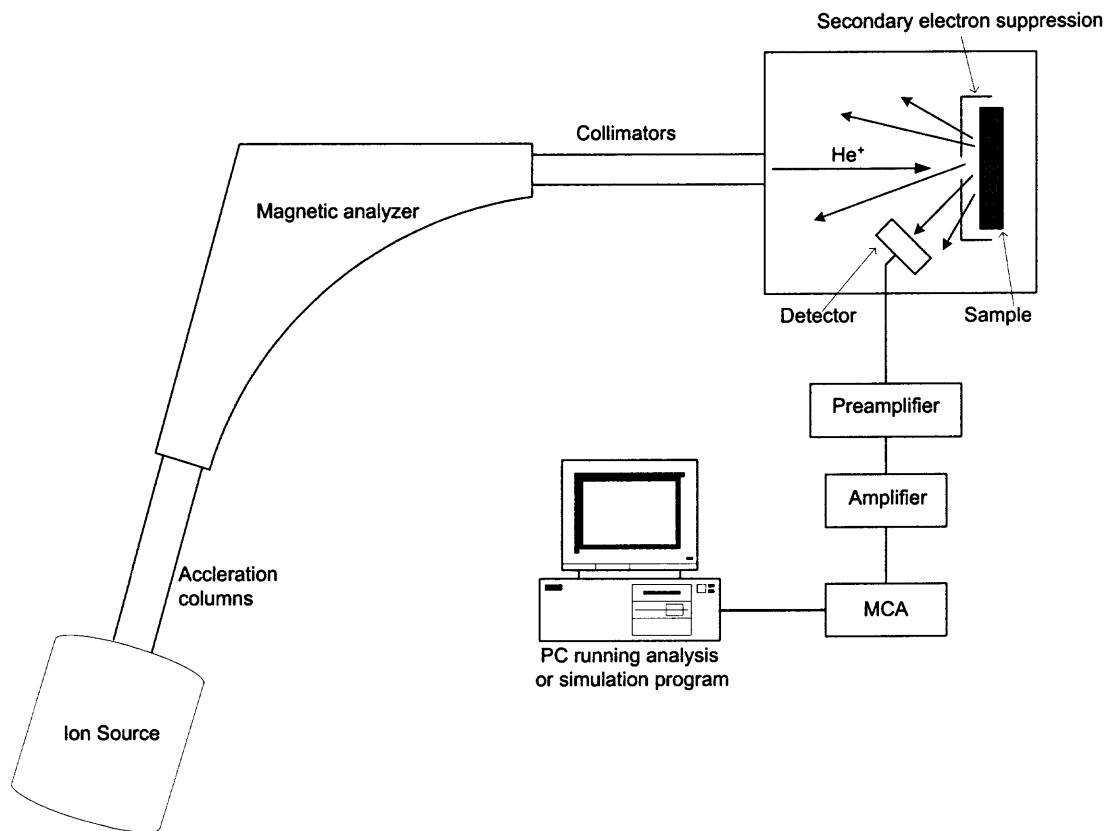 Secondary electron suppression
Collimators
He⁺
Magnetic analyzer
Detector
Sample
Preamplifier
Amplifier
Accleration
columns
MCA
PC running analysis
or simulation program
Ion Source